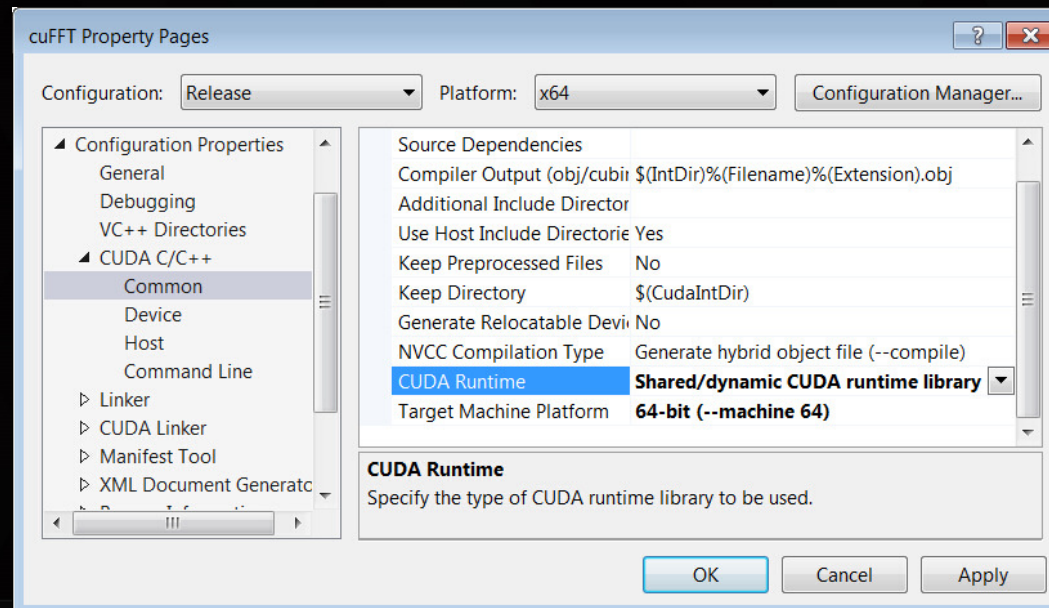 cuFFT Property Pages
Configuration: Release Platform: x64 Configuration Manager...
Configuration Properties
General
Debugging
VC++ Directories
CUDA C/C++
Common
Device
Host
Command Line
Linker
CUDA Linker
Manifest Tool
XML Document Generato
Source Dependencies
Compiler Output (obj/cubin $(IntDir)%(Filename)%(Extension).obj
Additional Include Director
Use Host Include Directorie Yes
Keep Preprocessed Files No
Keep Directory $(CudaIntDir)
Generate Relocatable Devi No
NVCC Compilation Type Generate hybrid object file (--compile)
CUDA Runtime Shared/dynamic CUDA runtime library
Target Machine Platform 64-bit (--machine 64)
CUDA Runtime
Specify the type of CUDA runtime library to be used.
OK Cancel Apply